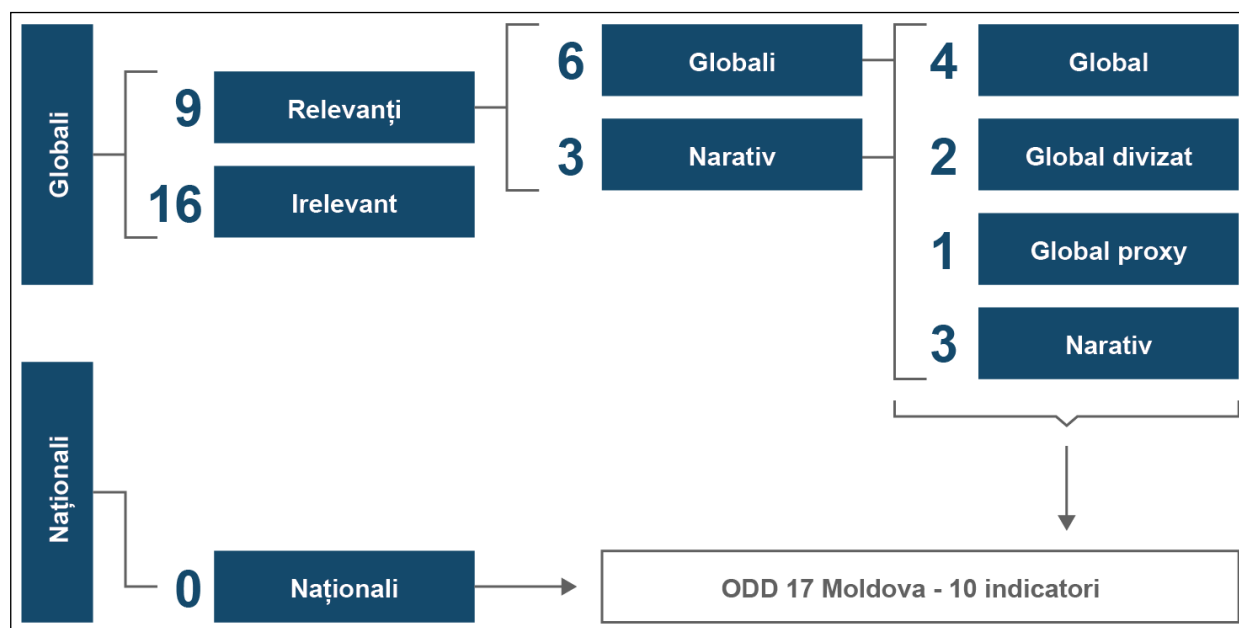 Globali
9 Relevanți
16 Irelevant
6 Globali
3 Narativ
4 Global
2 Global divizat
1 Global proxy
3 Narativ
Naționali
0 Naționali
ODD 17 Moldova - 10 indicatori